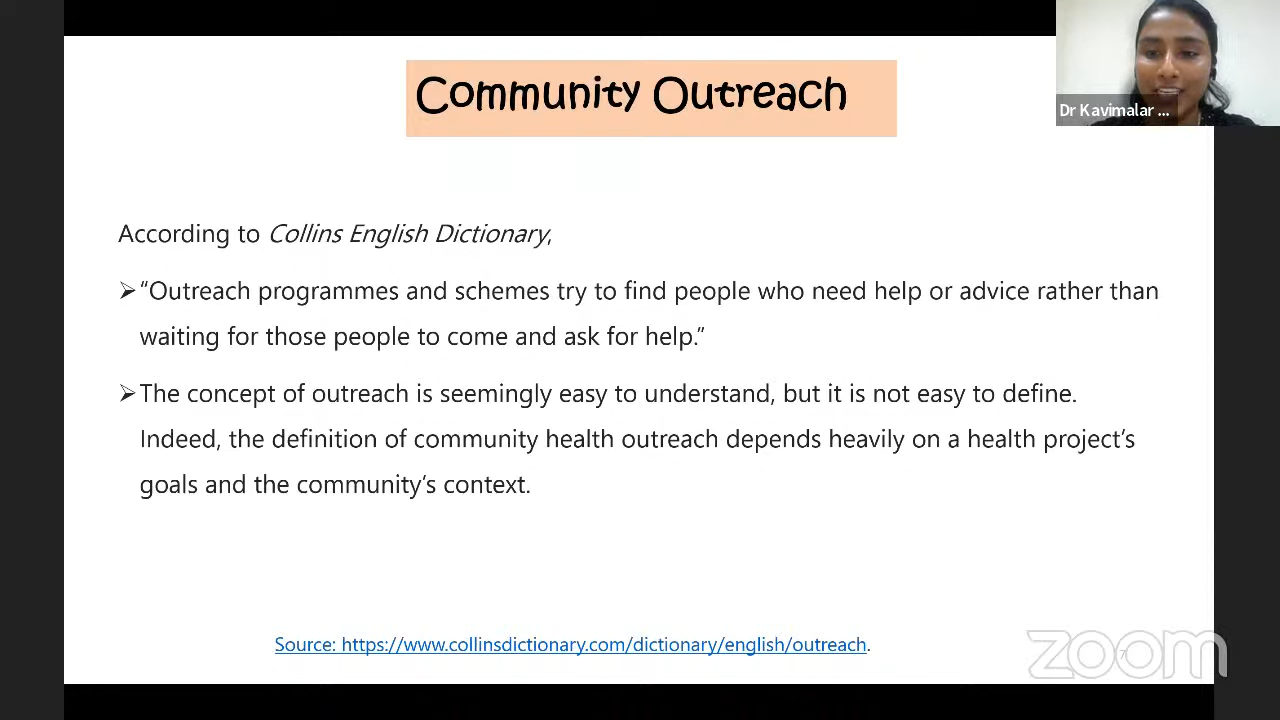 Community Outreach
Dr Kavimalar ...
According to Collins English Dictionary,
➢“Outreach programmes and schemes try to find people who need help or advice rather than
waiting for those people to come and ask for help.”
➢The concept of outreach is seemingly easy to understand, but it is not easy to define.
Indeed, the definition of community health outreach depends heavily on a health project’s
goals and the community’s context.
Source: https://www.collinsdictionary.com/dictionary/english/outreach.
zoom
7